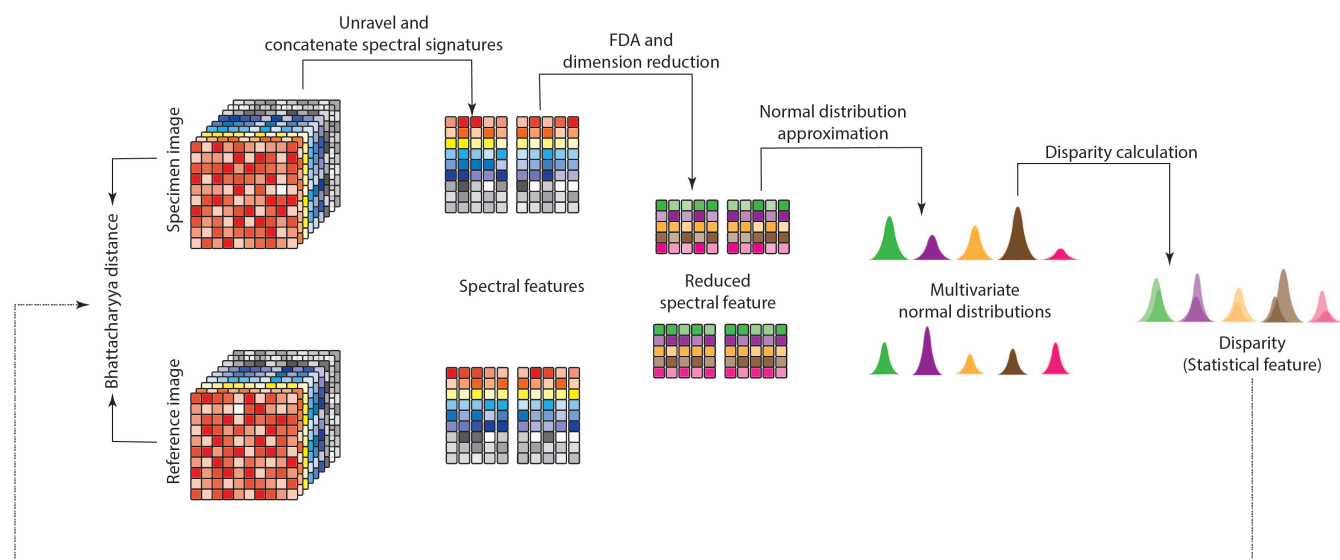 Unravel and
concatenate spectral signatures
FDA and
dimension reduction
Normal distribution
approximation
Disparity calculation
Specimen image
Bhattacharyya distance
Reference image
Spectral features
Reduced
spectral feature
Multivariate
normal distributions
Disparity
(Statistical feature)